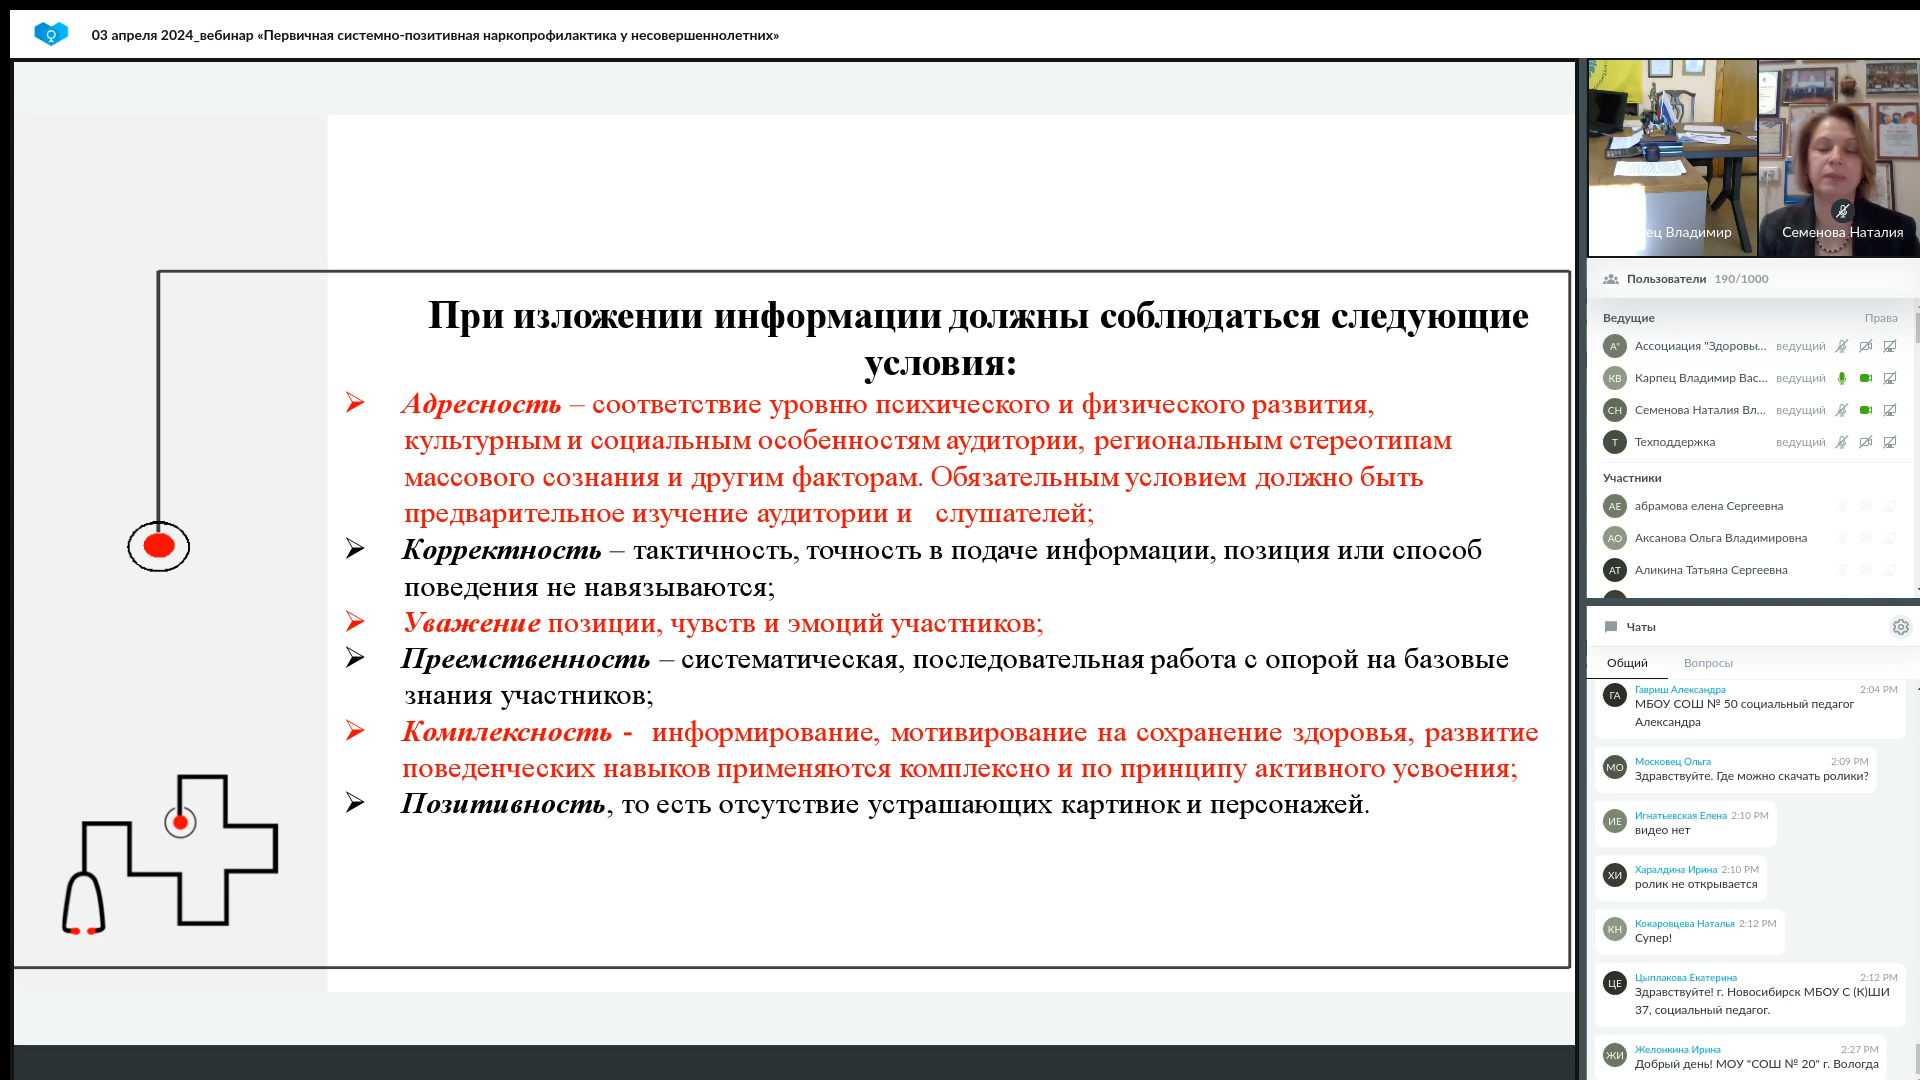 03 апреля 2024_вебинар «Первичная системно-позитивная наркопрофилактика у несовершеннолетних»
При изложении информации должны соблюдаться следующие
условия:
Адресность – соответствие уровню психического и физического развития,
культурным и социальным особенностям аудитории, региональным стереотипам
массового сознания и другим факторам. Обязательным условием должно быть
предварительное изучение аудитории и слушателей;
Корректность – тактичность, точность в подаче информации, позиция или способ
поведения не навязываются;
Уважение позиции, чувств и эмоций участников;
Преемственность – систематическая, последовательная работа с опорой на базовые
знания участников;
Комплексность - информирование, мотивирование на сохранение здоровья, развитие
поведенческих навыков применяются комплексно и по принципу активного усвоения;
Позитивность, то есть отсутствие устрашающих картинок и персонажей.
ец Владимир
Семенова Наталия
Пользователи 190/1000
Ведущие Права
А" Ассоциация "Здоровы... ведущий
КВ Карпец Владимир Вас... ведущий
СН Семенова Наталия Вл... ведущий
Т Техподдержка ведущий
Участники
АЕ абрамова елена Сергеевна
АО Аксанова Ольга Владимировна
АТ Аликина Татьяна Сергеевна
Чаты
Общий Вопросы
ГА Гавриш Александра 2:04 PM
МБОУ СОШ № 50 социальный педагог
Александра
МО Московец Ольга 2:09 PM
Здравствуйте. Где можно скачать ролики?
ИЕ Игнатьевская Елена 2:10 PM
видео нет
ХИ Харалдина Ирина 2:10 PM
ролик не открывается
КН Кокаровцева Наталья 2:12 PM
Супер!
ЦЕ Цыплакова Екатерина 2:12 PM
Здравствуйте! г. Новосибирск МБОУ С (К)ШИ
37, социальный педагог.
ЖИ Желонкина Ирина 2:27 PM
Добрый день! МОУ "СОШ № 20" г. Вологда